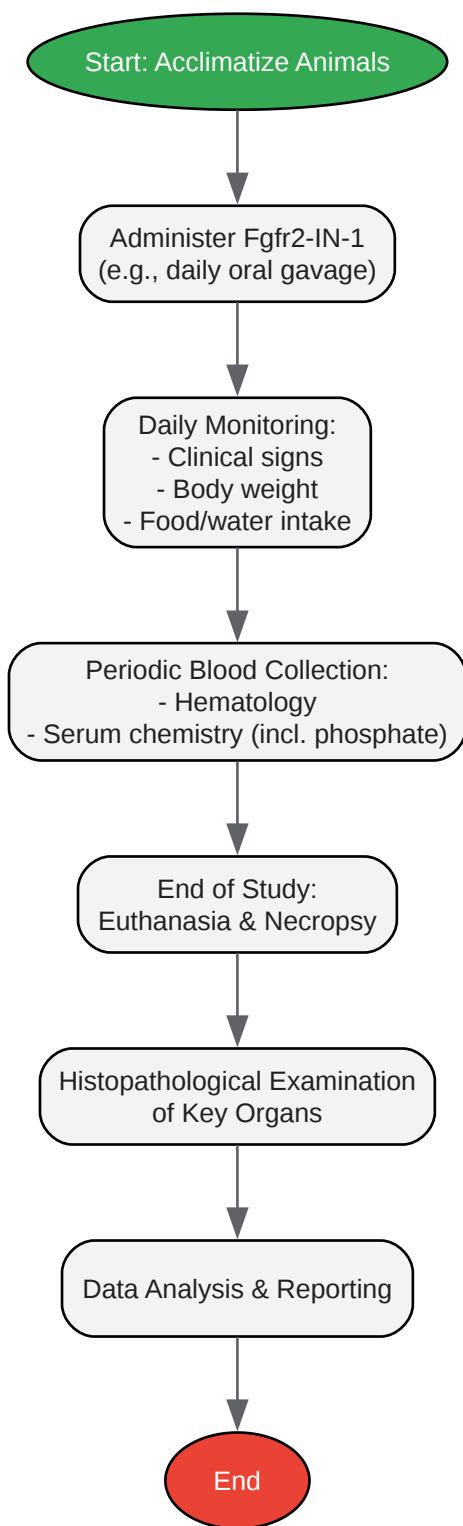 Start: Acclimatize Animals
Administer Fgfr2-IN-1
(e.g., daily oral gavage)
Daily Monitoring:
- Clinical signs
- Body weight
- Food/water intake
Periodic Blood Collection:
- Hematology
- Serum chemistry (incl. phosphate)
End of Study:
Euthanasia & Necropsy
Histopathological Examination
of Key Organs
Data Analysis & Reporting
End